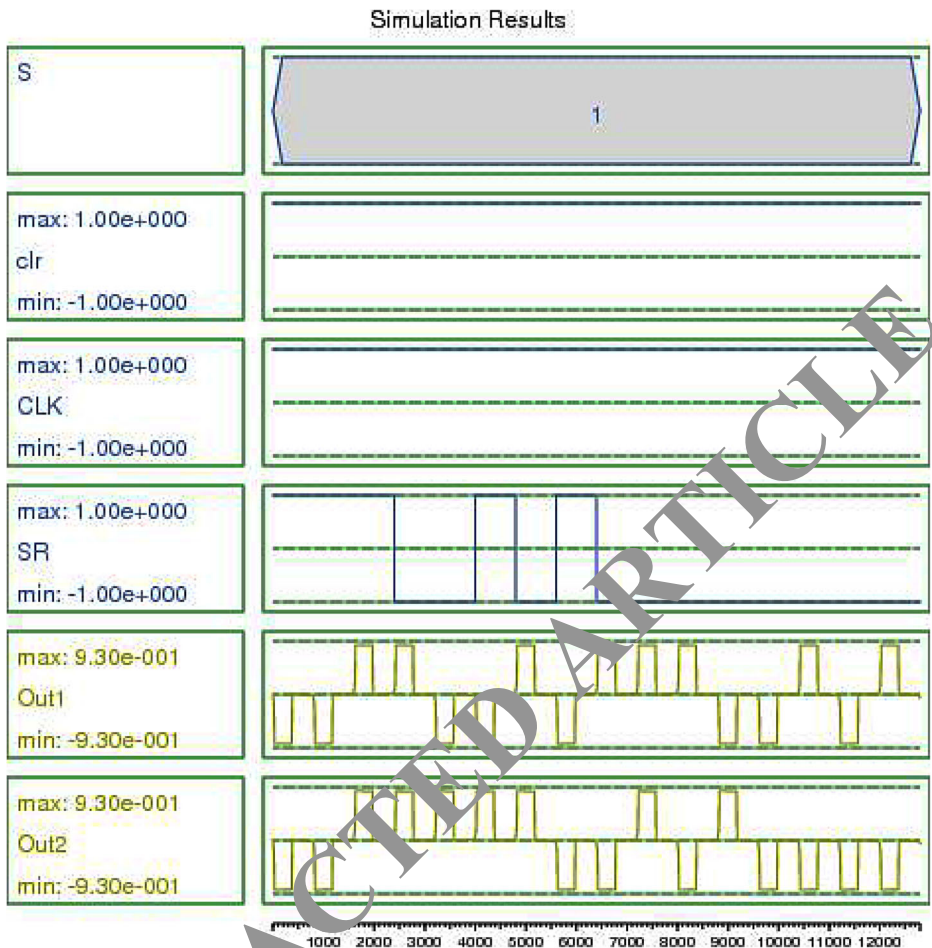 Simulation Results
S
1
max: 1.00e+000
clr
min: -1.00e+000
max: 1.00e+000
CLK
min: -1.00e+000
max: 1.00e+000
SR
min: -1.00e+000
max: 9.30e-001
Out1
min: -9.30e-001
max: 9.30e-001
Out2
min: -9.30e-001
1000 2000 3000 4000 5000 6000 7000 8000 9000 10000 11000 12000
ACTED ARTICLE